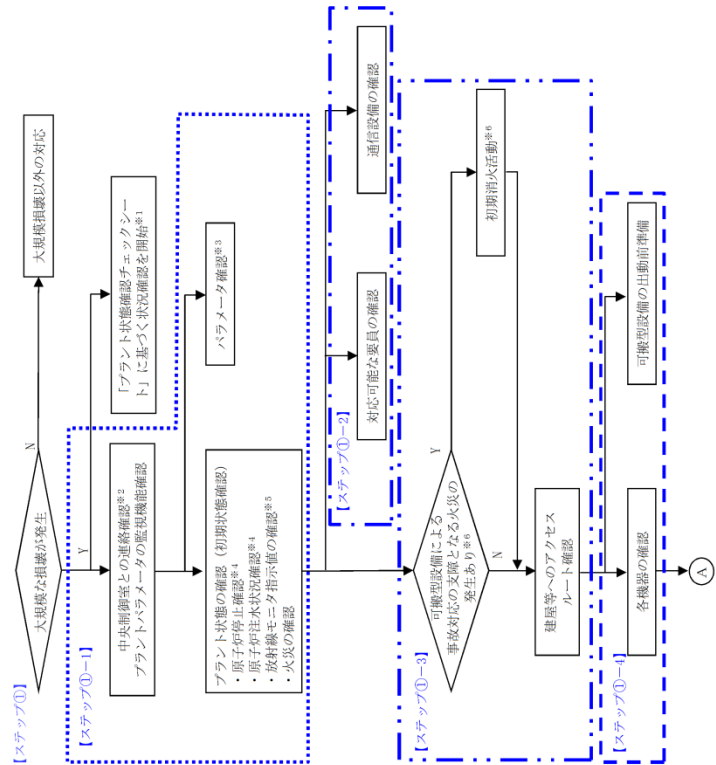 【ステップ①】
大規模な損壊が発生
N
大規模損壊以外の対応
Y
【ステップ①-1】
中央制御室との連絡確認※2
プラントパラメータの監視機能確認
「プラント状態確認チェックシー
ト」に基づく状況確認を開始※1
プラント状態の確認（初期状態確認）
・原子炉停止確認※4
・原子炉注水状況確認※4
・放射線モニタ指示値の確認※5
・火災の確認
パラメータ確認※3
【ステップ①-2】
対応可能な要員の確認
通信設備の確認
【ステップ①-3】
可搬型設備による
事故対応の支障となる火災の
発生あり※6
Y
初期消火活動※6
N
建屋等へのアクセス
ルート確認
【ステップ①-4】
各機器の確認
可搬型設備の出動前準備
A